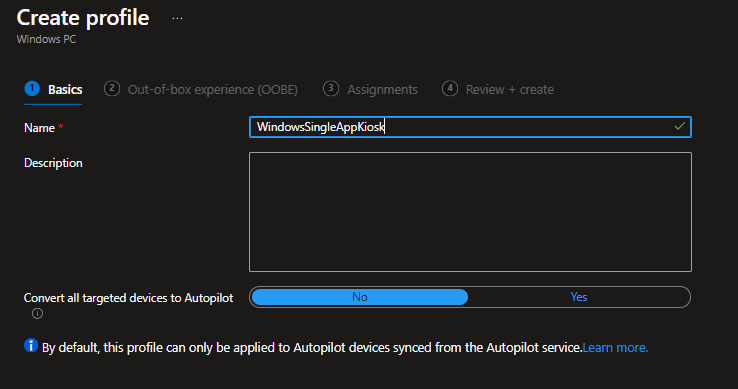 Create profile ...
Windows PC
1 Basics 2 Out-of-box experience (OOBE) 3 Assignments 4 Review + create
Name * WindowsSingleAppKiosk
Description
Convert all targeted devices to Autopilot No Yes
By default, this profile can only be applied to Autopilot devices synced from the Autopilot service.Learn more.